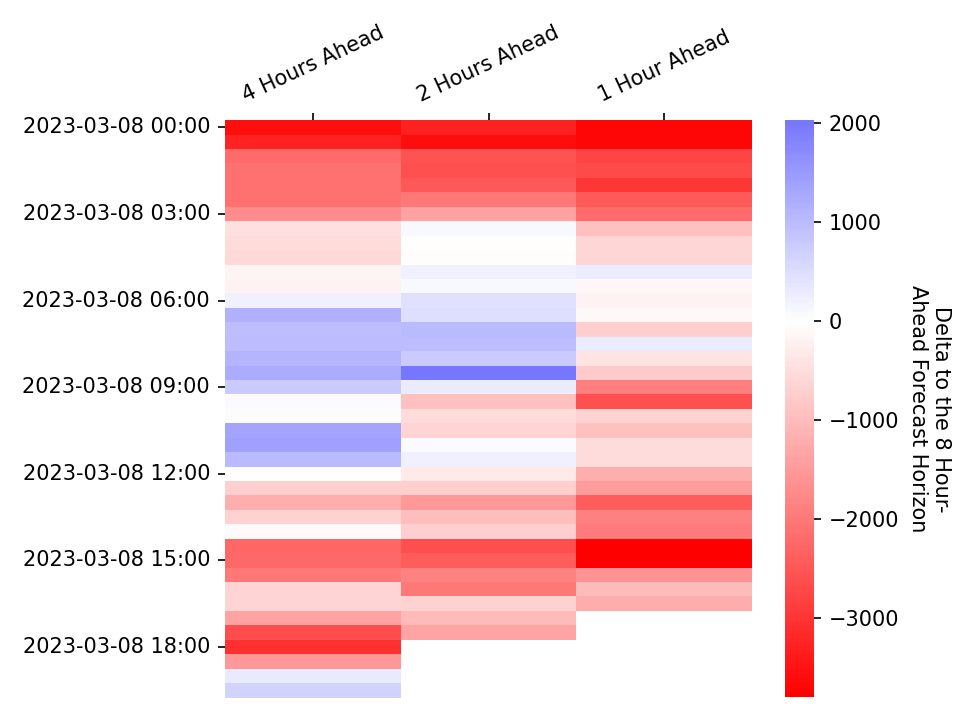 4 Hours Ahead
2 Hours Ahead
1 Hour Ahead
2023-03-08 00:00
2023-03-08 03:00
2023-03-08 06:00
2023-03-08 09:00
2023-03-08 12:00
2023-03-08 15:00
2023-03-08 18:00
2000
1000
0
−1000
−2000
−3000
Delta to the 8 Hour-
Ahead Forecast Horizon